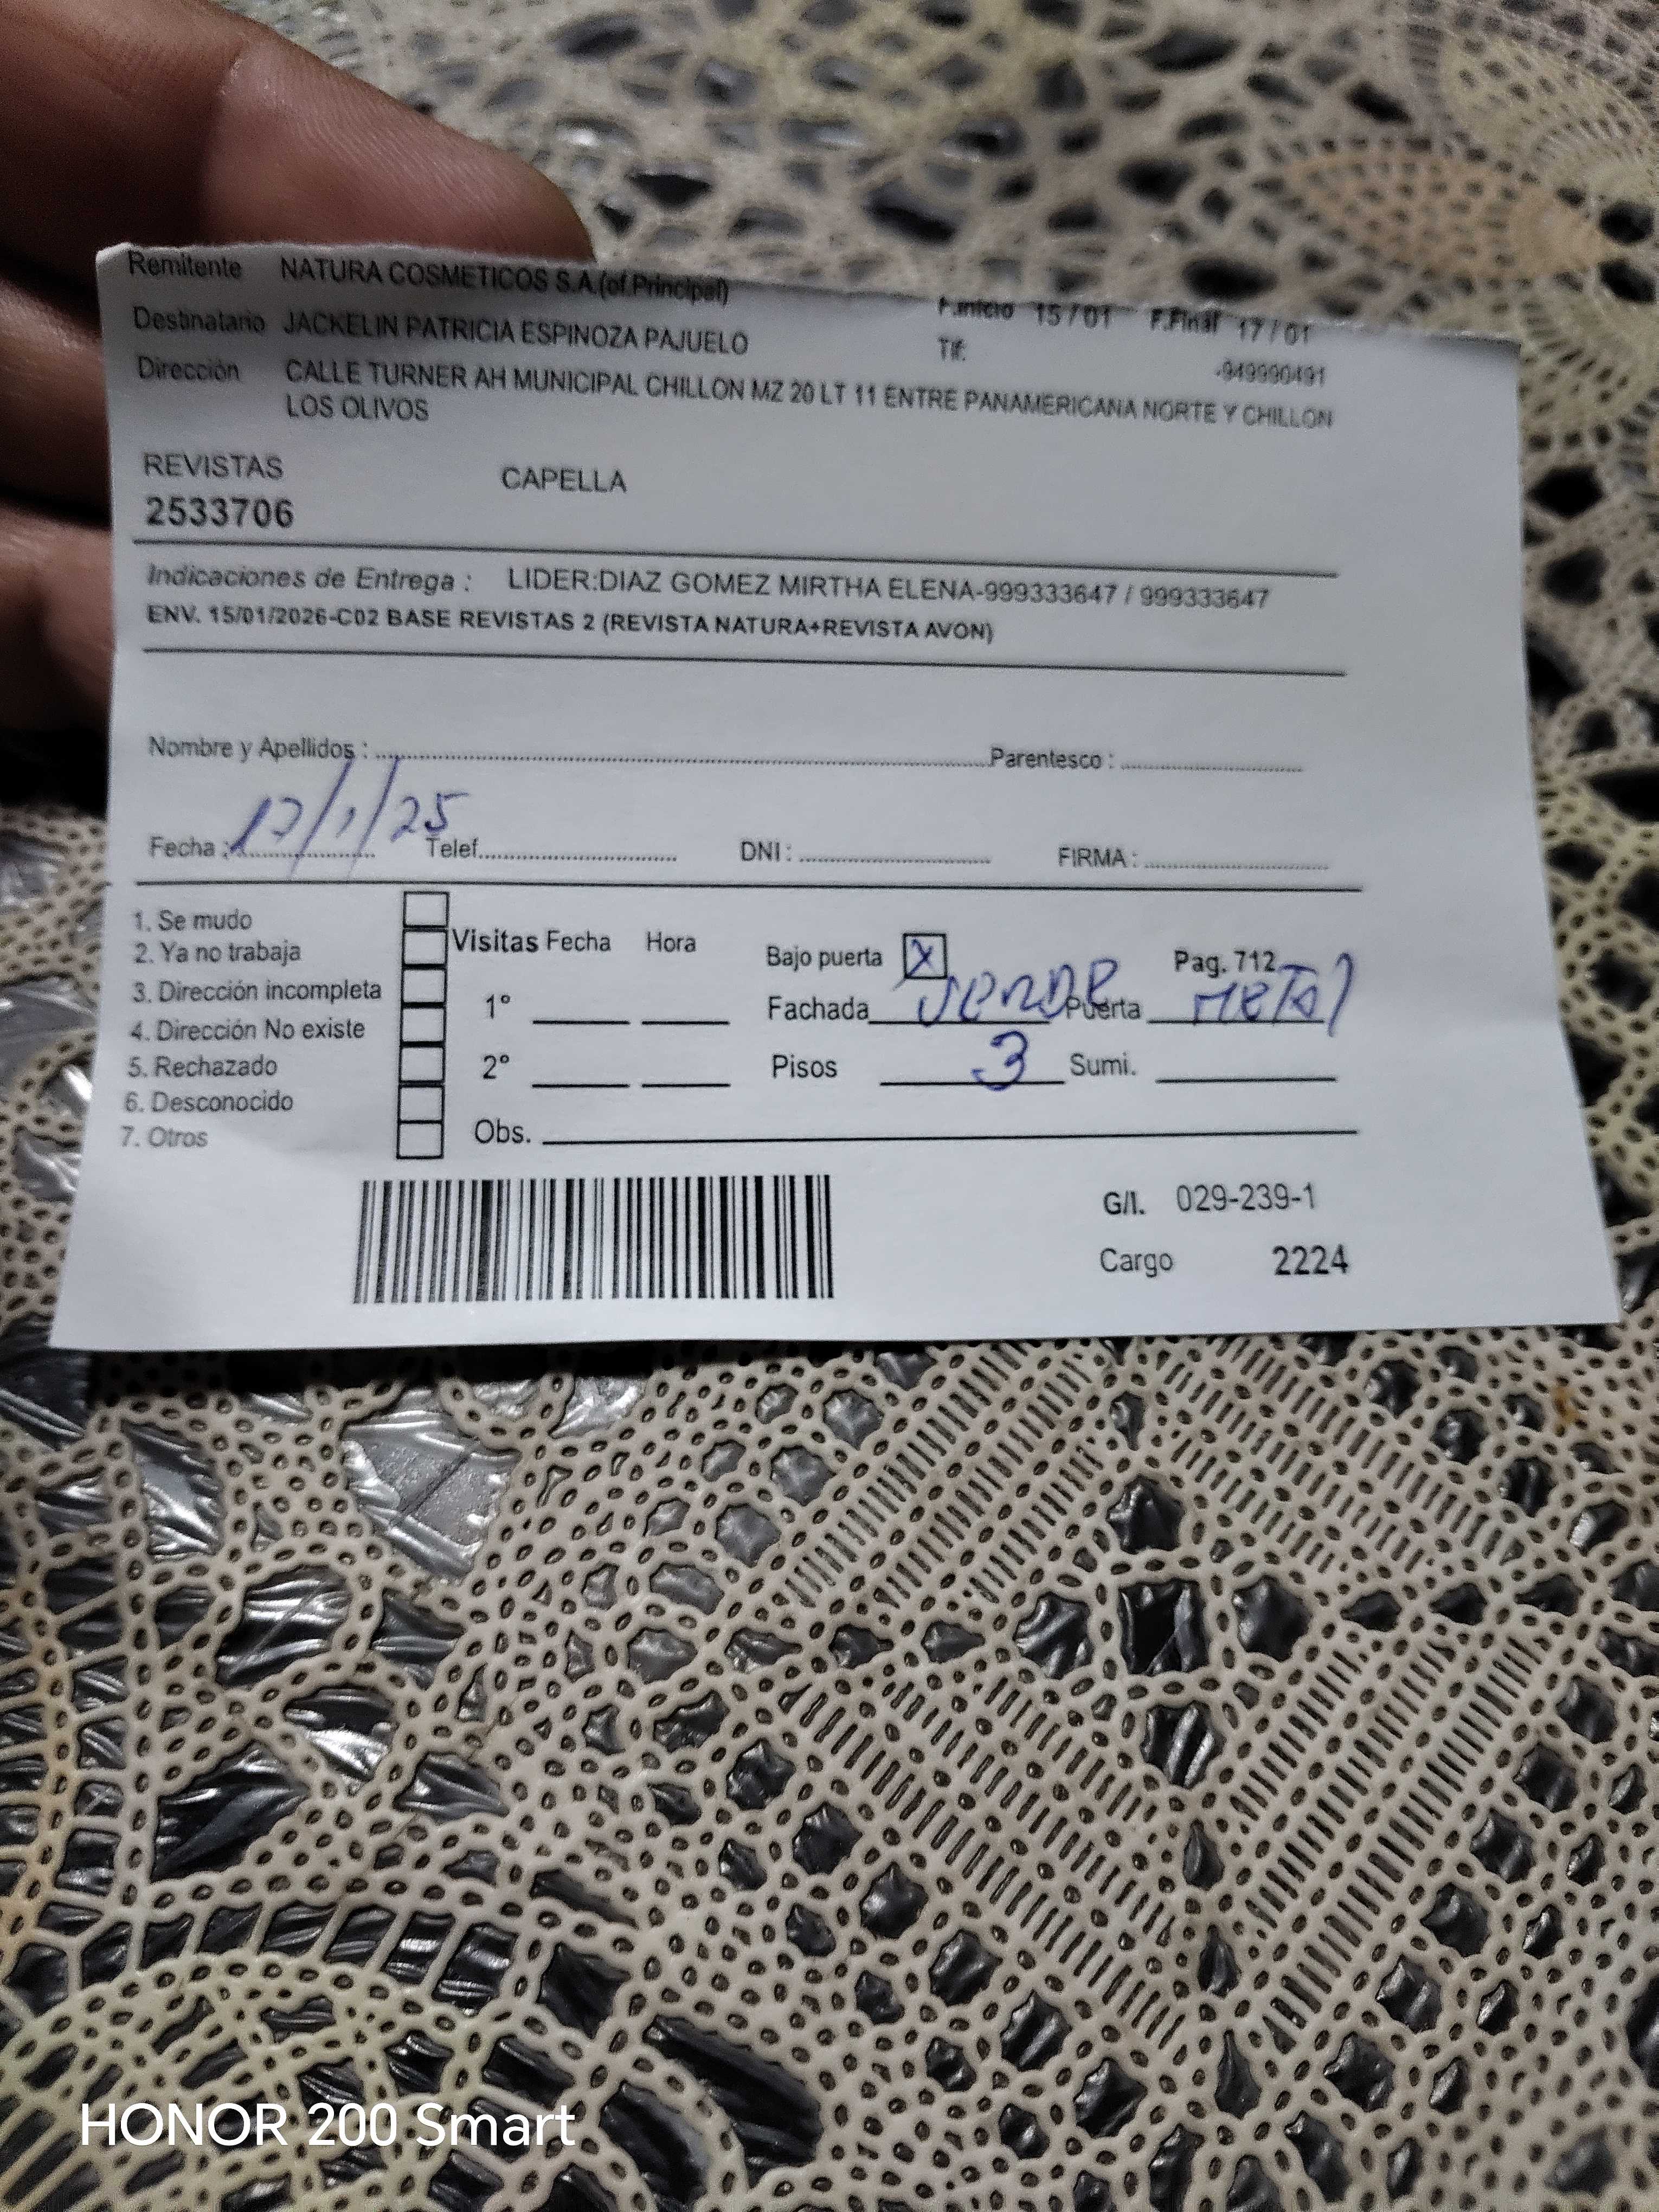 Remitente NATURA COSMETICOS S.A.(of.Principal)
F.Inicio 15 / 01 F.Final 17 / 01
Destinatario JACKELIN PATRICIA ESPINOZA PAJUELO
Tlf: -949990491
Dirección CALLE TURNER AH MUNICIPAL CHILLON MZ 20 LT 11 ENTRE PANAMERICANA NORTE Y CHILLON
LOS OLIVOS
REVISTAS CAPELLA
2533706
Indicaciones de Entrega : LIDER:DIAZ GOMEZ MIRTHA ELENA-999333647 / 999333647
ENV. 15/01/2026-C02 BASE REVISTAS 2 (REVISTA NATURA+REVISTA AVON)
Nombre y Apellidos : Parentesco :
Fecha : 17/1/25 Telef. DNI : FIRMA :
1. Se mudo
2. Ya no trabaja
3. Dirección incompleta
4. Dirección No existe
5. Rechazado
6. Desconocido
7. Otros
Visitas Fecha Hora
1°
2°
Obs.
Bajo puerta X Pag. 712
Fachada Puerta METAL
Pisos 3 Sumi.
G/I. 029-239-1
Cargo 2224
HONOR 200 Smart